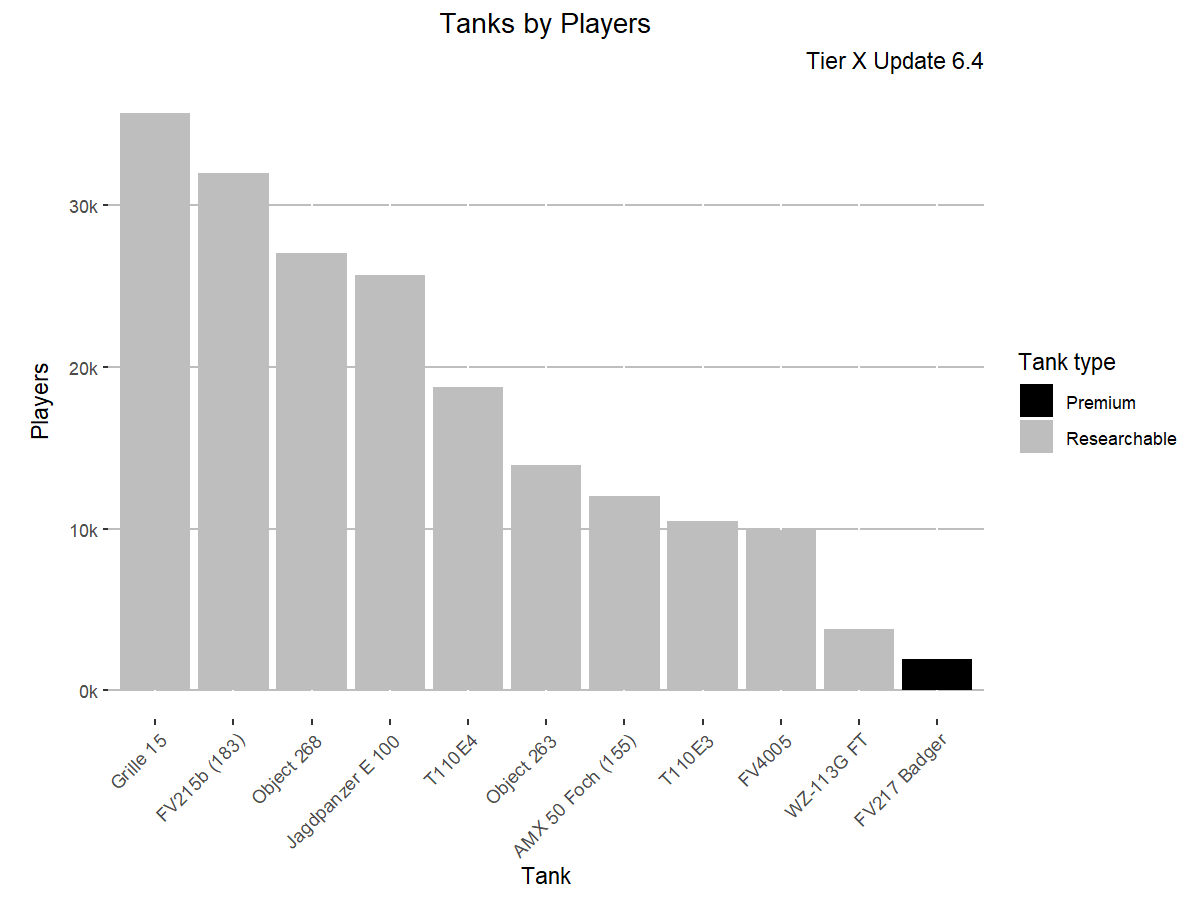 Tanks by Players
Tier X Update 6.4
30k
20k
10k
0k
Players
Grille 15
FV215b (183)
Object 268
Jagdpanzer E 100
T110E4
Object 263
AMX 50 Foch (155)
T110E3
FV4005
WZ-113G FT
FV217 Badger
Tank
Tank type
Premium
Researchable